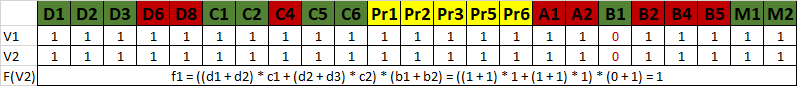 D1 D2 D3 D6 D8 C1 C2 C4 C5 C6 Pr1 Pr2 Pr3 Pr5 Pr6 A1 A2 B1 B2 B4 B5 M1 M2
V1 1 1 1 1 1 1 1 1 1 1 1 1 1 1 1 1 1 0 1 1 1 1 1
V2 1 1 1 1 1 1 1 1 1 1 1 1 1 1 1 1 1 0 1 1 1 1 1
F(V2) f1 = ((d1 + d2) * c1 + (d2 + d3) * c2) * (b1 + b2) = ((1 + 1) * 1 + (1 + 1) * 1) * (0 + 1) = 1